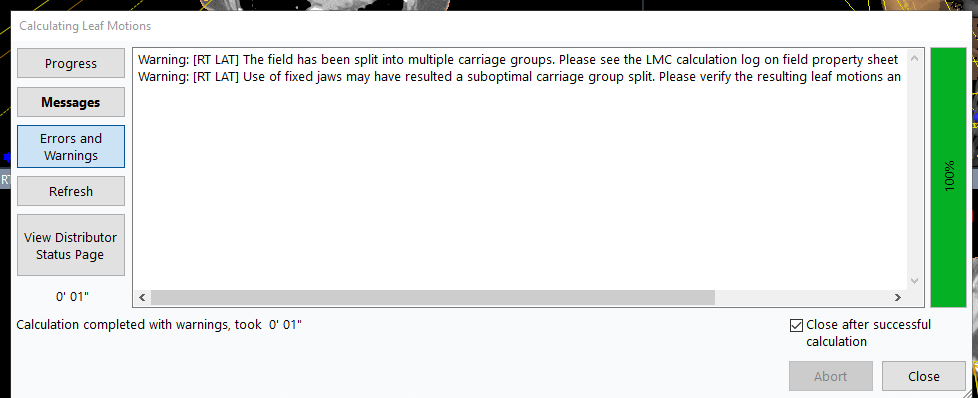 Calculating Leaf Motions
Progress
Messages
Errors and
Warnings
Refresh
View Distributor
Status Page
0' 01"
Warning: [RT LAT] The field has been split into multiple carriage groups. Please see the LMC calculation log on field property sheet
Warning: [RT LAT] Use of fixed jaws may have resulted a suboptimal carriage group split. Please verify the resulting leaf motions an
100%
Calculation completed with warnings, took 0' 01"
Close after successful
calculation
Abort
Close